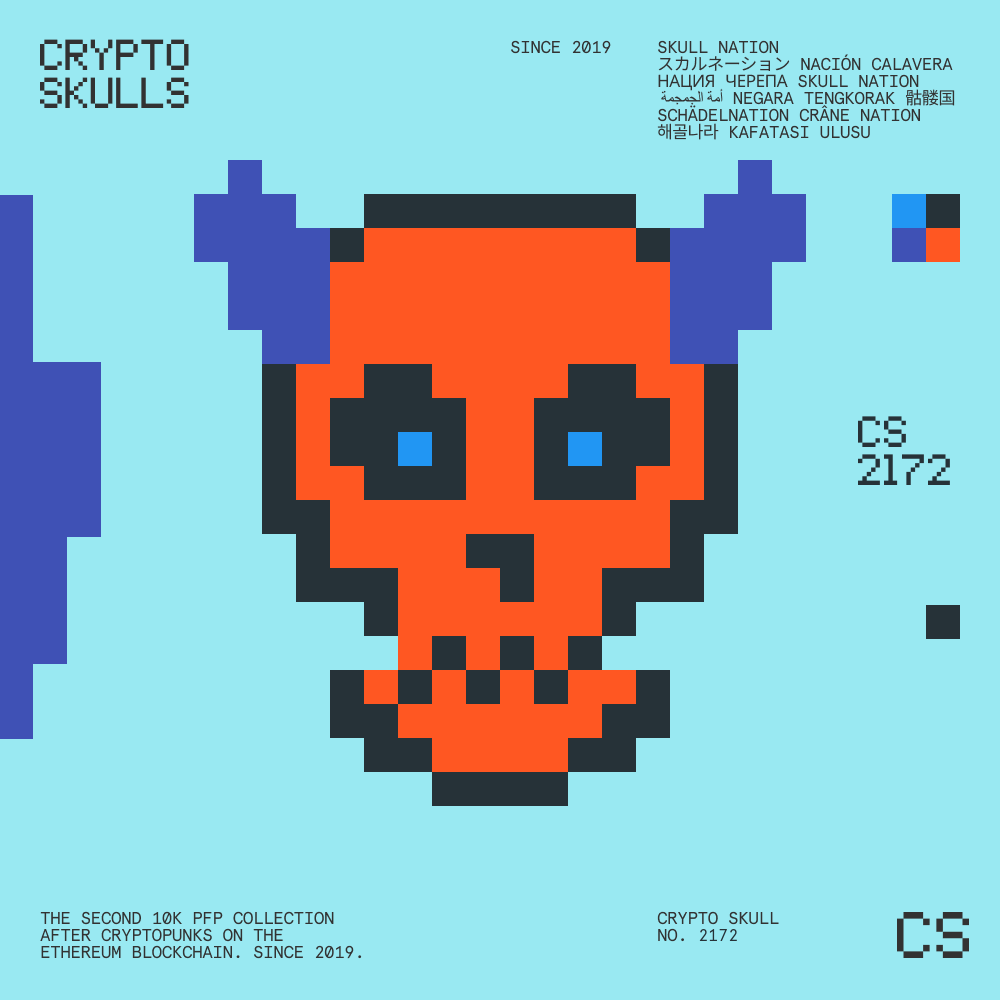 CRYPTO
SKULLS
SINCE 2019
SKULL NATION
スカルネーション NACIÓN CALAVERA
НАЦИЯ ЧЕРЕПА SKULL NATION
أمة الجمجمة NEGARA TENGKORAK 骷髅国
SCHÄDELNATION CRÂNE NATION
해골나라 KAFATASI ULUSU
CS
2172
THE SECOND 10K PFP COLLECTION
AFTER CRYPTOPUNKS ON THE
ETHEREUM BLOCKCHAIN. SINCE 2019.
CRYPTO SKULL
NO. 2172
CS